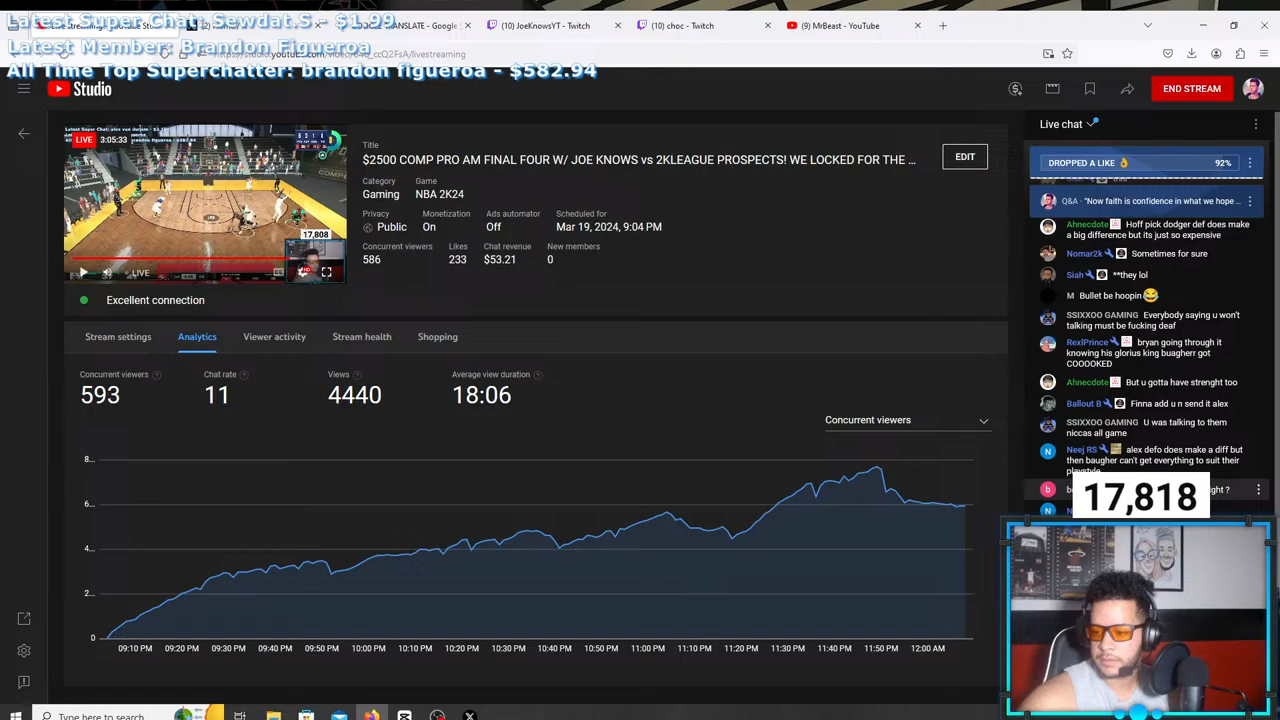 Latest Super Chat: Sewdat.S - $1.99
Latest Member: Brandon Figueroa
All Time Top Superchatter: brandon figueroa - $582.94
(10) JoeKnowsYT - Twitch
(10) choc - Twitch
MrBeast - YouTube
Studio
END STREAM
LIVE
3:05:33
17,808
LIVE
Title
$2500 COMP PRO AM FINAL FOUR W/ JOE KNOWS vs 2KLEAGUE PROSPECTS! WE LOCKED FOR THE ...
EDIT
Category
Game
Gaming
NBA 2K24
Privacy
Monetization
Ads automator
Scheduled for
Public
On
Off
Mar 19, 2024, 9:04 PM
Concurrent viewers
Likes
Chat revenue
New members
586
233
$53.21
0
Excellent connection
Stream settings
Analytics
Viewer activity
Stream health
Shopping
Concurrent viewers
Chat rate
Views
Average view duration
593
11
4440
18:06
Concurrent viewers
8...
6...
4...
2...
0
09:10 PM 09:20 PM 09:30 PM 09:40 PM 09:50 PM 10:00 PM 10:10 PM 10:20 PM 10:30 PM 10:40 PM 10:50 PM 11:00 PM 11:10 PM 11:20 PM 11:30 PM 11:40 PM 11:50 PM 12:00 AM
Live chat
DROPPED A LIKE 👌 92%
Q&A · "Now faith is confidence in what we hope ...
Ahnecdote Hoff pick dodger def does make
a big difference but its just so expensive
Nomar2k Sometimes for sure
Siah **they lol
M Bullet be hoopin😂
SSIXXOO GAMING Everybody saying u won't
talking must be fucking deaf
RexlPrince bryan going through it
knowing his glorius king buagherr got
COOOOKED
Ahnecdote But u gotta have strenght too
Ballout B Finna add u n send it alex
SSIXXOO GAMING U was talking to them
niccas all game
Neej RS alex defo does make a diff but
then baugher can't get everything to suit their
playstyle
17,818
Type here to search